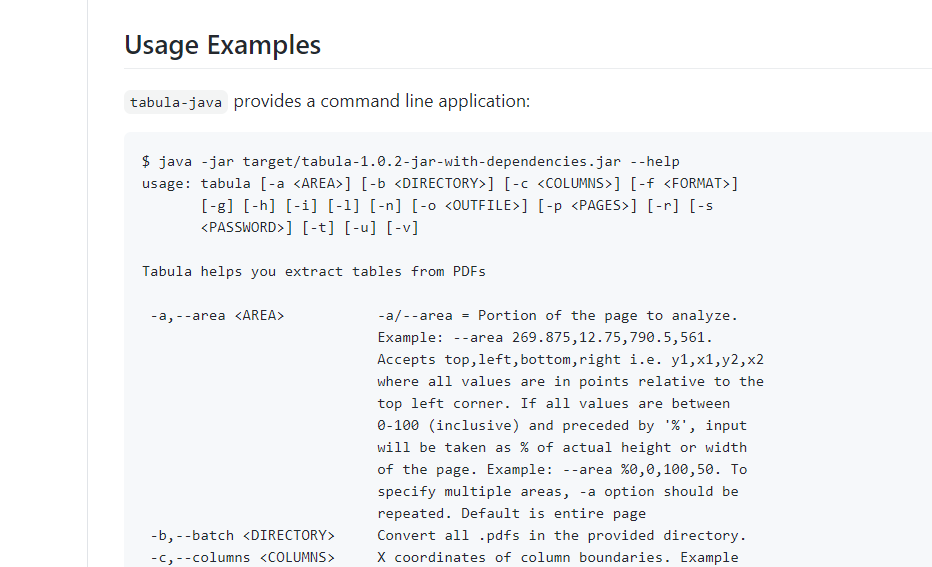 Usage Examples
tabula-java provides a command line application:
$ java -jar target/tabula-1.0.2-jar-with-dependencies.jar --help
usage: tabula [-a <AREA>] [-b <DIRECTORY>] [-c <COLUMNS>] [-f <FORMAT>]
[-g] [-h] [-i] [-l] [-n] [-o <OUTFILE>] [-p <PAGES>] [-r] [-s
<PASSWORD>] [-t] [-u] [-v]
Tabula helps you extract tables from PDFs
-a,--area <AREA> -a/--area = Portion of the page to analyze.
Example: --area 269.875,12.75,790.5,561.
Accepts top,left,bottom,right i.e. y1,x1,y2,x2
where all values are in points relative to the
top left corner. If all values are between
0-100 (inclusive) and preceded by '%', input
will be taken as % of actual height or width
of the page. Example: --area %0,0,100,50. To
specify multiple areas, -a option should be
repeated. Default is entire page
-b,--batch <DIRECTORY> Convert all .pdfs in the provided directory.
-c,--columns <COLUMNS> X coordinates of column boundaries. Example